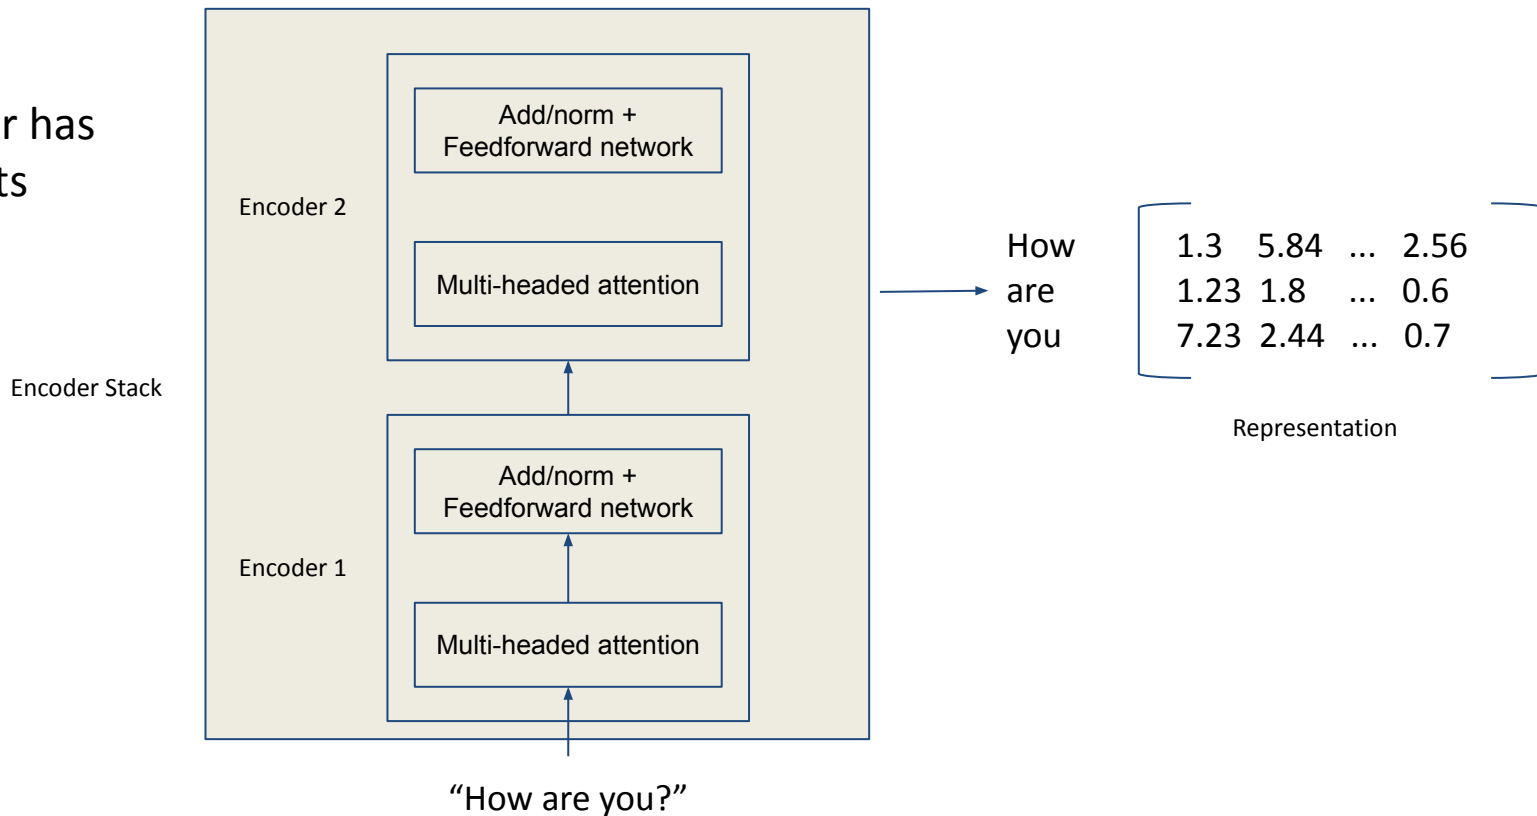 r has
ts
Add/norm +
Feedforward network
Encoder 2
Multi-headed attention
How 1.3 5.84 ... 2.56
are 1.23 1.8 ... 0.6
you 7.23 2.44 ... 0.7
Encoder Stack
Representation
Add/norm +
Feedforward network
Encoder 1
Multi-headed attention
“How are you?”